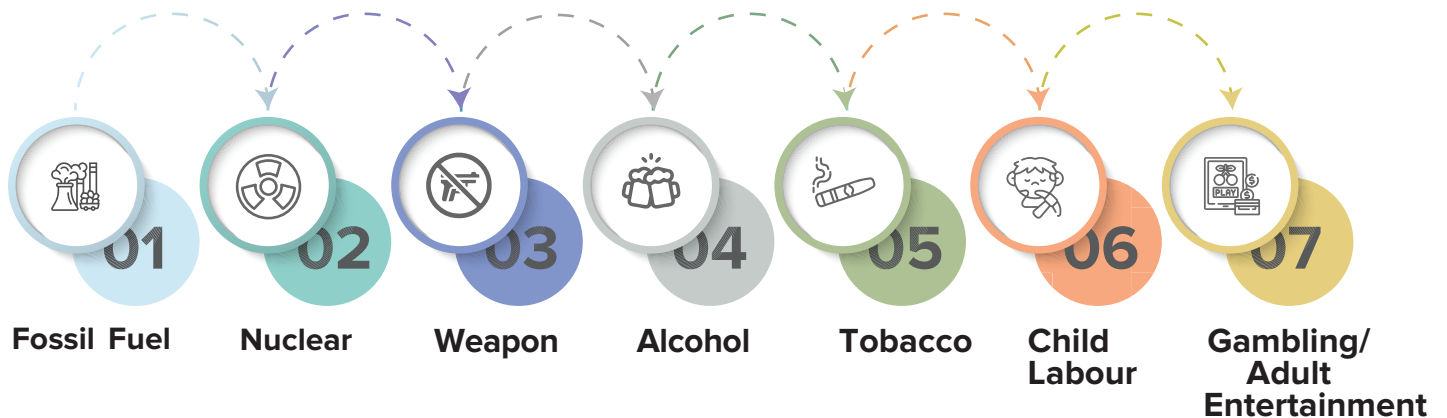 PLAY
$
$
01
02
03
04
05
06
07
Fossil Fuel
Nuclear
Weapon
Alcohol
Tobacco
Child
Labour
Gambling/
Adult
Entertainment